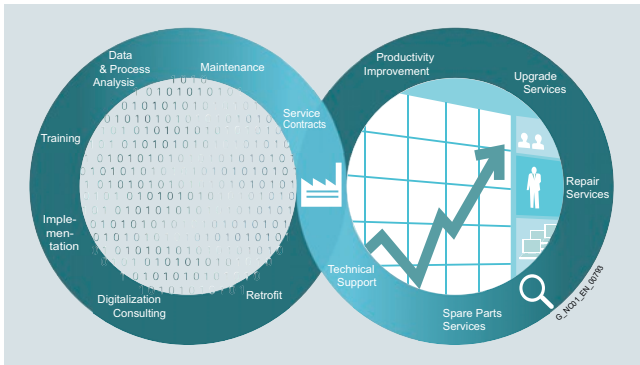 Data
& Process
Analysis
Maintenance
Service
Contracts
Training
Imple-
men-
tation
Digitalization
Consulting
Retrofit
Productivity
Improvement
Upgrade
Services
Repair
Services
Technical
Support
Spare Parts
Services
G_NC01_EN_00793